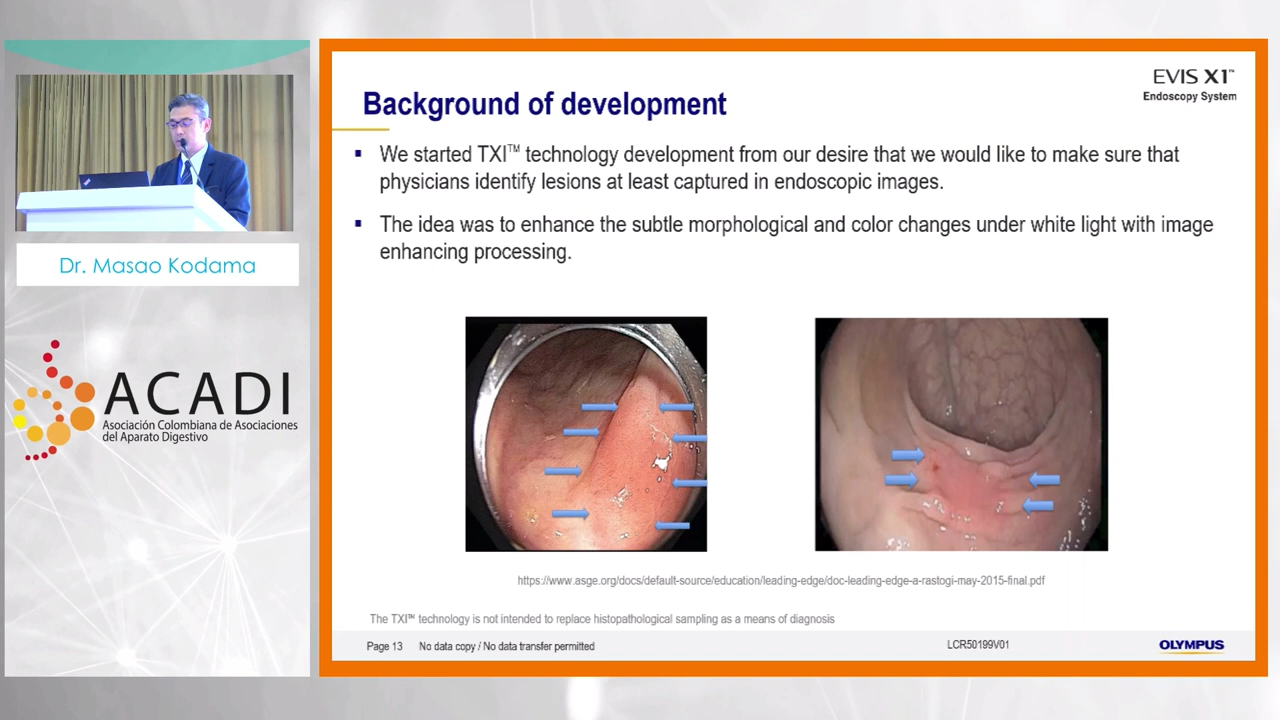 Dr. Masao Kodama
ACADI
Asociación Colombiana de Asociaciones
del Aparato Digestivo
EVIS X1™
Endoscopy System
Background of development
▪ We started TXI™ technology development from our desire that we would like to make sure that
physicians identify lesions at least captured in endoscopic images.
▪ The idea was to enhance the subtle morphological and color changes under white light with image
enhancing processing.
https://www.asge.org/docs/default-source/education/leading-edge/doc-leading-edge-a-rastogi-may-2015-final.pdf
The TXI™ technology is not intended to replace histopathological sampling as a means of diagnosis
Page 13 No data copy / No data transfer permitted
LCR50199V01
OLYMPUS